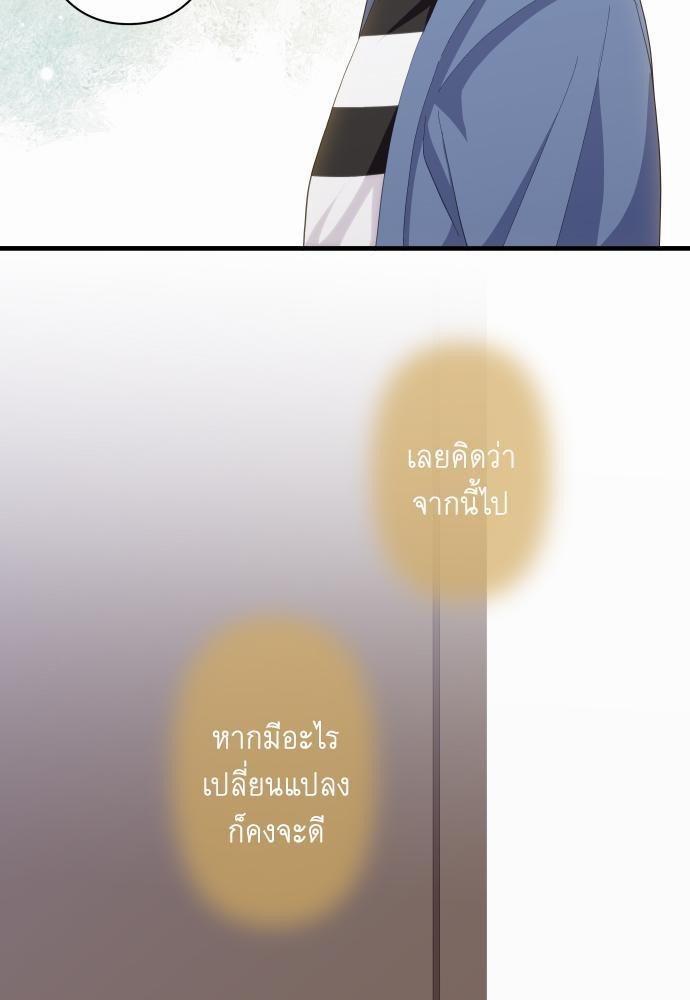 เลยคิดว่า
จากนี้ไป
หากมีอะไร
เปลี่ยนแปลง
ก็คงจะดี